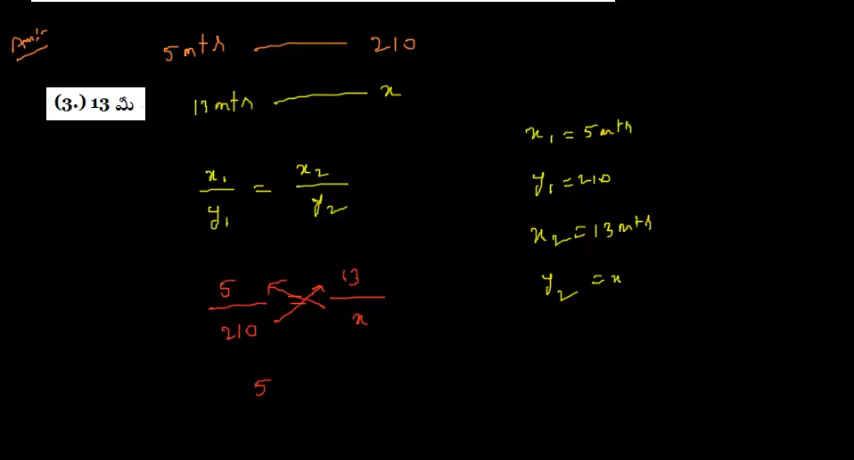 5 mtrs —— 210
(3.) 13 మీ
13 mtrs —— x
x₁ = 5 mtrs
x₁/y₁ = x₂/y₂
y₁ = 210
x₂ = 13 mtrs
y₂ = x
5/210 = 13/x
5